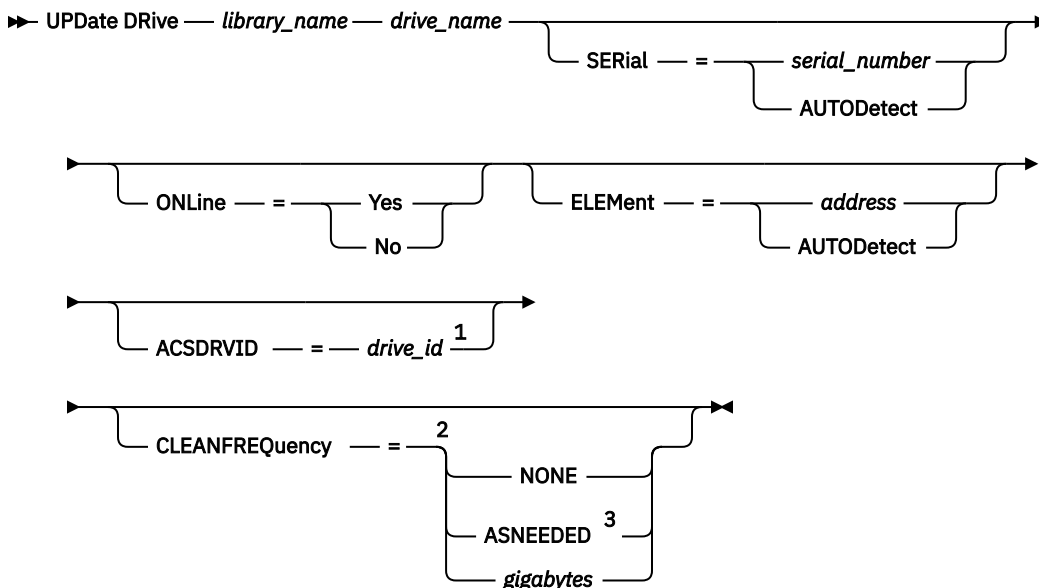 UPDate DRive library_name drive_name
SERial = serial_number
AUTODetect
ONLine = Yes
No
ELEMent = address
AUTODetect
ACSDRVID = drive_id 1
CLEANFREQuency = 2
NONE
ASNEEDED 3
gigabytes